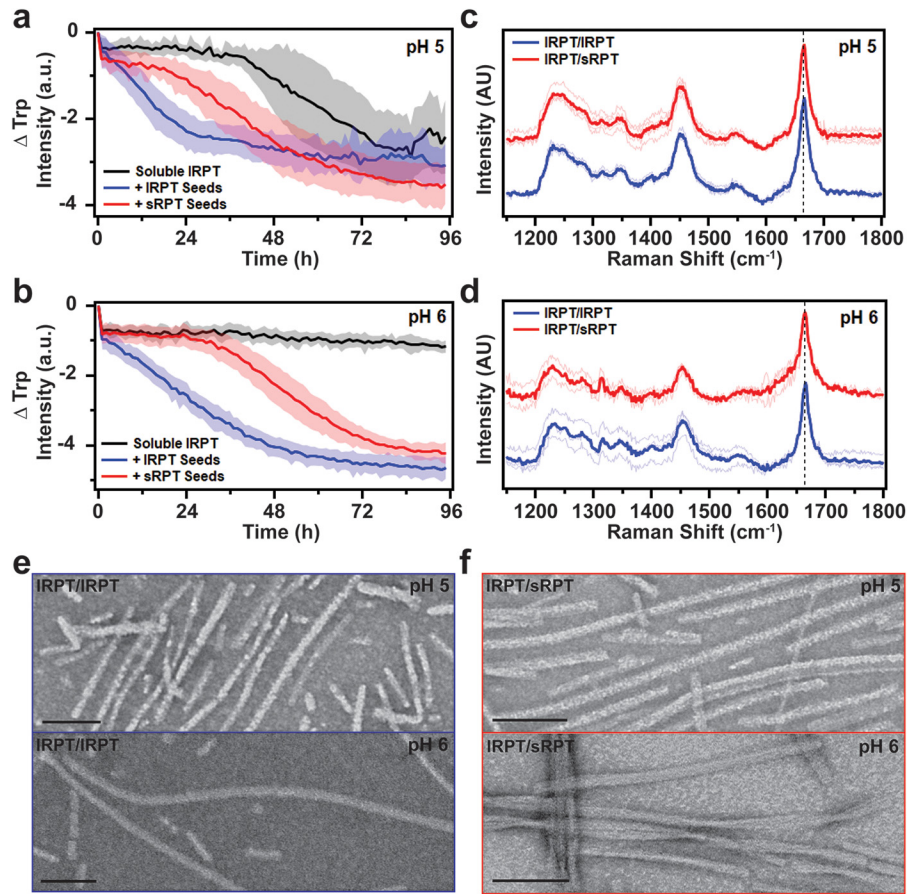 a
pH 5
Δ Trp
Intensity (a.u.)
0
-2
-4
Soluble lRPT
+ lRPT Seeds
+ sRPT Seeds
0 24 48 72 96
Time (h)
c
lRPT/lRPT
lRPT/sRPT
pH 5
Intensity (AU)
1200 1300 1400 1500 1600 1700 1800
Raman Shift (cm⁻¹)
b
pH 6
Δ Trp
Intensity (a.u.)
0
-2
-4
Soluble lRPT
+ lRPT Seeds
+ sRPT Seeds
0 24 48 72 96
Time (h)
d
lRPT/lRPT
lRPT/sRPT
pH 6
Intensity (AU)
1200 1300 1400 1500 1600 1700 1800
Raman Shift (cm⁻¹)
e
lRPT/lRPT pH 5
lRPT/lRPT pH 6
f
lRPT/sRPT pH 5
lRPT/sRPT pH 6